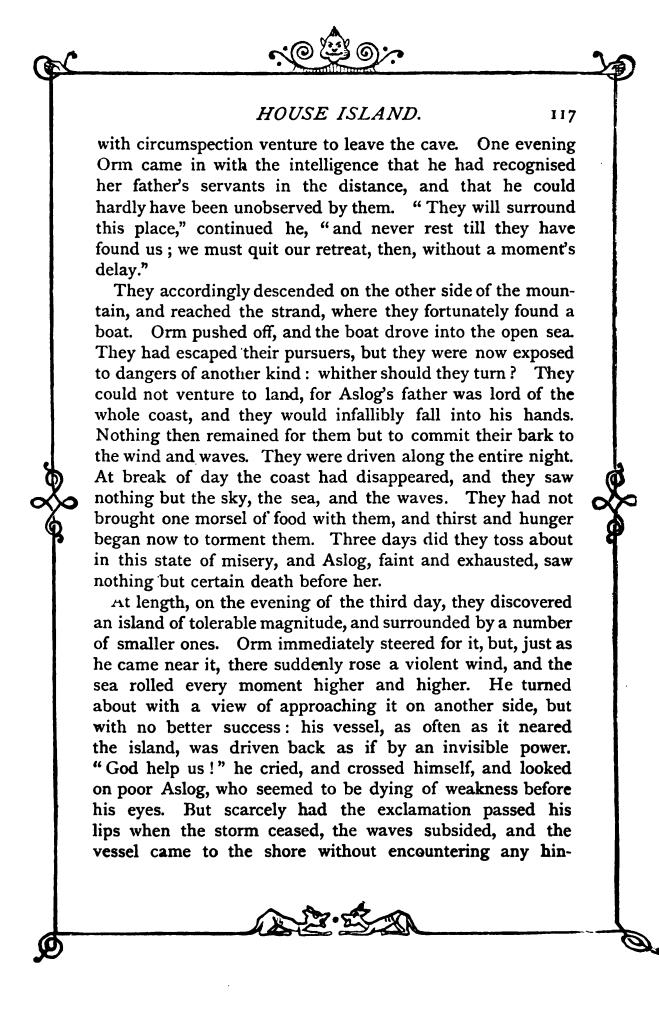 HOUSE ISLAND. 117
with circumspection venture to leave the cave. One evening
Orm came in with the intelligence that he had recognised
her father's servants in the distance, and that he could
hardly have been unobserved by them. “ They will surround
this place,” continued he, “and never rest till they have
found us ; we must quit our retreat, then, without a moment's
delay.”
They accordingly descended on the other side of the moun-
tain, and reached the strand, where they fortunately found a
boat. Orm pushed off, and the boat drove into the open sea.
They had escaped their pursuers, but they were now exposed
to dangers of another kind : whither should they turn ? They
could not venture to land, for Aslog's father was lord of the
whole coast, and they would infallibly fall into his hands.
Nothing then remained for them but to commit their bark to
the wind and waves. They were driven along the entire night.
At break of day the coast had disappeared, and they saw
nothing but the sky, the sea, and the waves. They had not
brought one morsel of food with them, and thirst and hunger
began now to torment them. Three days did they toss about
in this state of misery, and Aslog, faint and exhausted, saw
nothing but certain death before her.
At length, on the evening of the third day, they discovered
an island of tolerable magnitude, and surrounded by a number
of smaller ones. Orm immediately steered for it, but, just as
he came near it, there suddenly rose a violent wind, and the
sea rolled every moment higher and higher. He turned
about with a view of approaching it on another side, but
with no better success : his vessel, as often as it neared
the island, was driven back as if by an invisible power.
“ God help us ! ” he cried, and crossed himself, and looked
on poor Aslog, who seemed to be dying of weakness before
his eyes. But scarcely had the exclamation passed his
lips when the storm ceased, the waves subsided, and the
vessel came to the shore without encountering any hin-